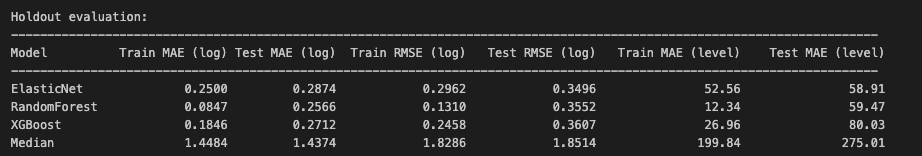 Holdout evaluation:
Model Train MAE (log) Test MAE (log) Train RMSE (log) Test RMSE (log) Train MAE (level) Test MAE (level)
ElasticNet 0.2500 0.2874 0.2962 0.3496 52.56 58.91
RandomForest 0.0847 0.2566 0.1310 0.3552 12.34 59.47
XGBoost 0.1846 0.2712 0.2458 0.3607 26.96 80.03
Median 1.4484 1.4374 1.8286 1.8514 199.84 275.01